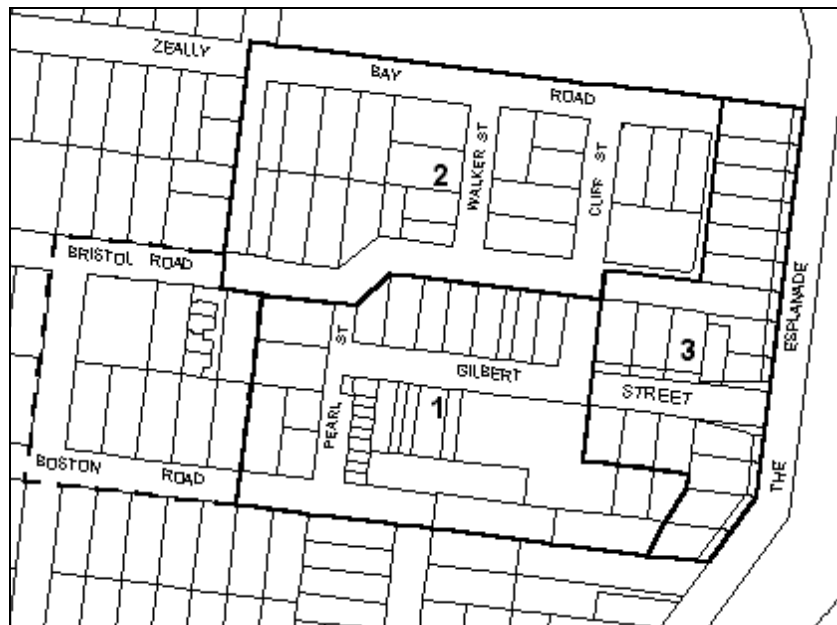 ZEALLY
BAY
ROAD
WALKER ST
CLIFF ST
2
BRISTOL ROAD
ESPLANADE
PEARL ST
GILBERT
3
STREET
1
BOSTON
ROAD
THE